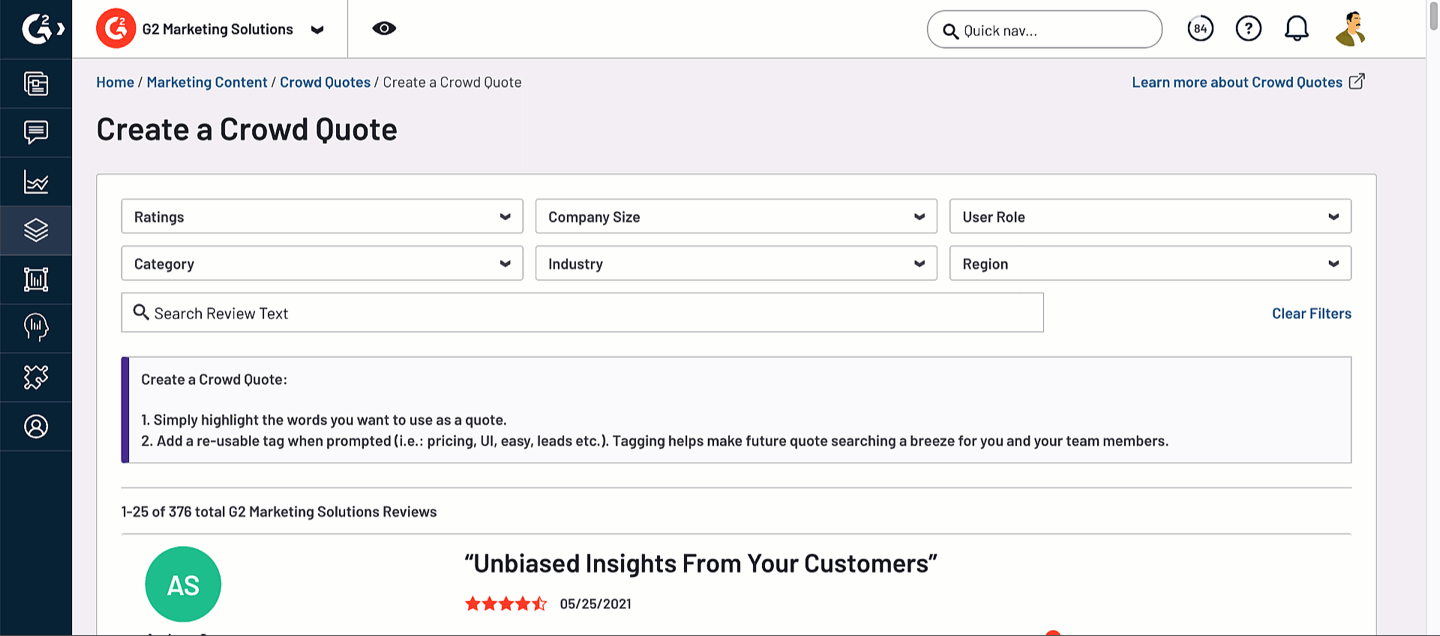 G2 Marketing Solutions
Quick nav...
84
?
Home / Marketing Content / Crowd Quotes / Create a Crowd Quote
Learn more about Crowd Quotes
Create a Crowd Quote
Ratings
Company Size
User Role
Category
Industry
Region
Search Review Text
Clear Filters
Create a Crowd Quote:
1. Simply highlight the words you want to use as a quote.
2. Add a re-usable tag when prompted (i.e.: pricing, UI, easy, leads etc.). Tagging helps make future quote searching a breeze for you and your team members.
1-25 of 376 total G2 Marketing Solutions Reviews
AS
“Unbiased Insights From Your Customers”
05/25/2021